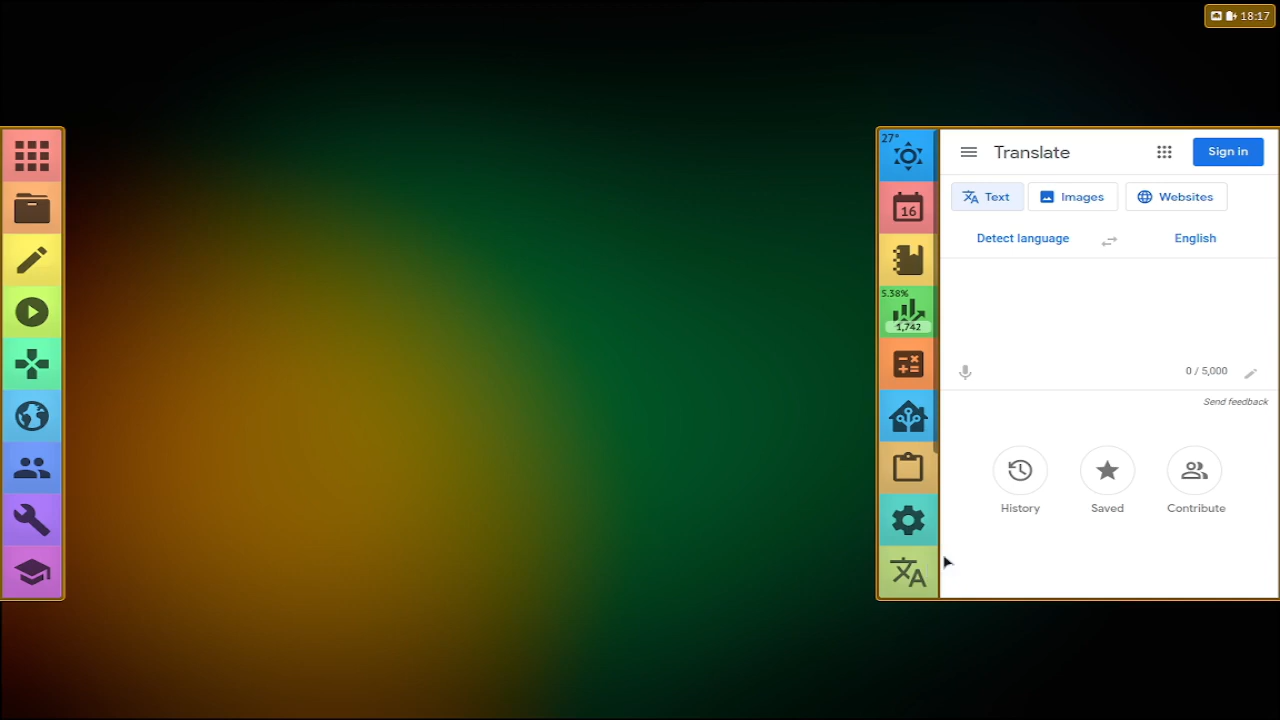 18:17
27°
16
5.38%
1,742
Translate
Sign in
Text
Images
Websites
Detect language
English
0 / 5,000
Send feedback
History
Saved
Contribute